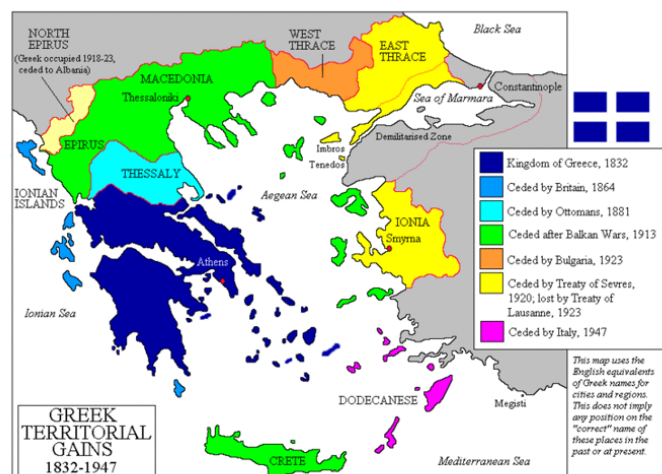 NORTH
EPIRUS
(Greek occupied 1918-23,
ceded to Albania)
WEST
THRACE
EAST
THRACE
Black Sea
MACEDONIA
Constantinople
Thessaloniki
Sea of Marmara
EPIRUS
Imbros
Demilitarised Zone
Tenedos
THESSALY
IONIAN
ISLANDS
Aegean Sea
IONIA
Smyrna
Athens
Ionian Sea
DODECANESE
Megisti
CRETE
Mediterranean Sea
Kingdom of Greece, 1832
Ceded by Britain, 1864
Ceded by Ottomans, 1881
Ceded after Balkan Wars, 1913
Ceded by Bulgaria, 1923
Ceded by Treaty of Sevres,
1920; lost by Treaty of
Lausanne, 1923
Ceded by Italy, 1947
This map uses the
English equivalents
of Greek names for
cities and regions.
This does not imply
any position on the
"correct" name of
these places in the
past or at present.
GREEK
TERRITORIAL
GAINS
1832-1947